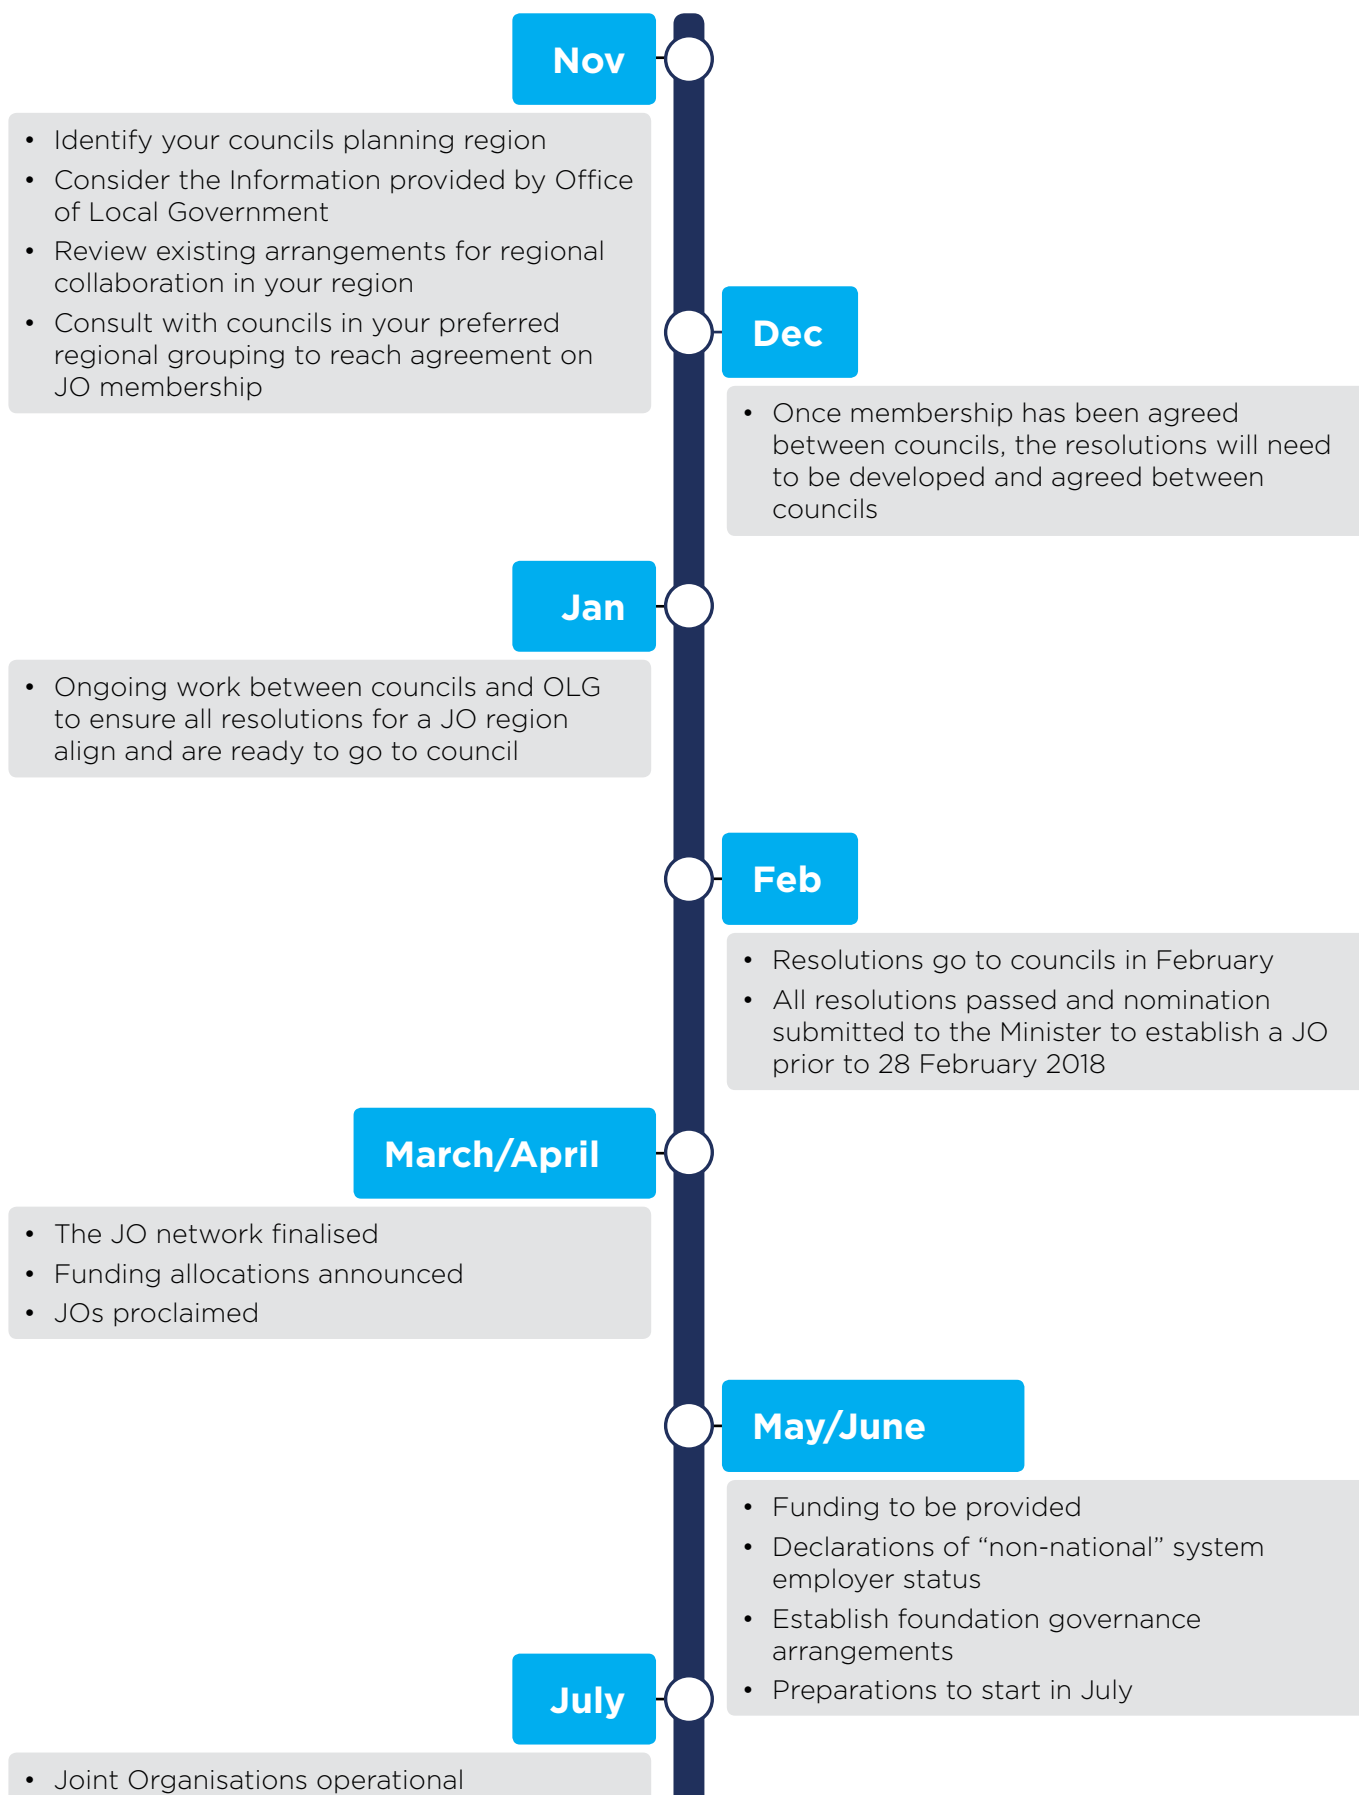 Nov
• Identify your councils planning region
• Consider the Information provided by Office
of Local Government
• Review existing arrangements for regional
collaboration in your region
• Consult with councils in your preferred
regional grouping to reach agreement on
JO membership
Dec
• Once membership has been agreed
between councils, the resolutions will need
to be developed and agreed between
councils
Jan
• Ongoing work between councils and OLG
to ensure all resolutions for a JO region
align and are ready to go to council
Feb
• Resolutions go to councils in February
• All resolutions passed and nomination
submitted to the Minister to establish a JO
prior to 28 February 2018
March/April
• The JO network finalised
• Funding allocations announced
• JOs proclaimed
May/June
• Funding to be provided
• Declarations of “non-national” system
employer status
• Establish foundation governance
arrangements
• Preparations to start in July
July
• Joint Organisations operational